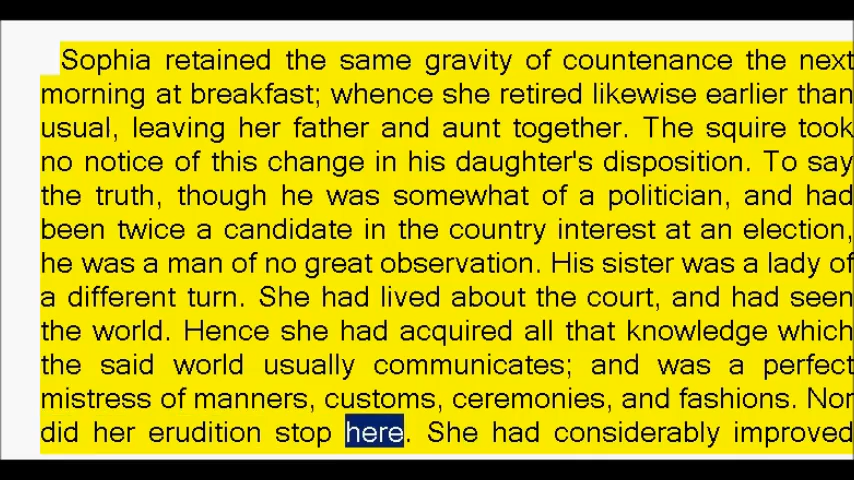 Sophia retained the same gravity of countenance the next
morning at breakfast; whence she retired likewise earlier than
usual, leaving her father and aunt together. The squire took
no notice of this change in his daughter's disposition. To say
the truth, though he was somewhat of a politician, and had
been twice a candidate in the country interest at an election,
he was a man of no great observation. His sister was a lady of
a different turn. She had lived about the court, and had seen
the world. Hence she had acquired all that knowledge which
the said world usually communicates; and was a perfect
mistress of manners, customs, ceremonies, and fashions. Nor
did her erudition stop here. She had considerably improved